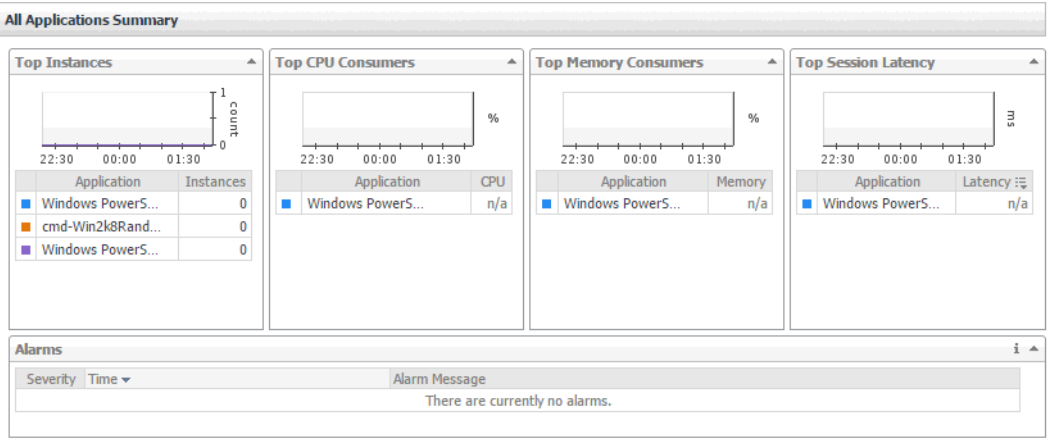 All Applications Summary
Top Instances
1
count
0
22:30 00:00 01:30
Application Instances
Windows PowerS... 0
cmd-Win2k8Rand... 0
Windows PowerS... 0
Top CPU Consumers
%
22:30 00:00 01:30
Application CPU
Windows PowerS... n/a
Top Memory Consumers
%
22:30 00:00 01:30
Application Memory
Windows PowerS... n/a
Top Session Latency
ms
22:30 00:00 01:30
Application Latency
Windows PowerS... n/a
Alarms i
Severity Time Alarm Message
There are currently no alarms.